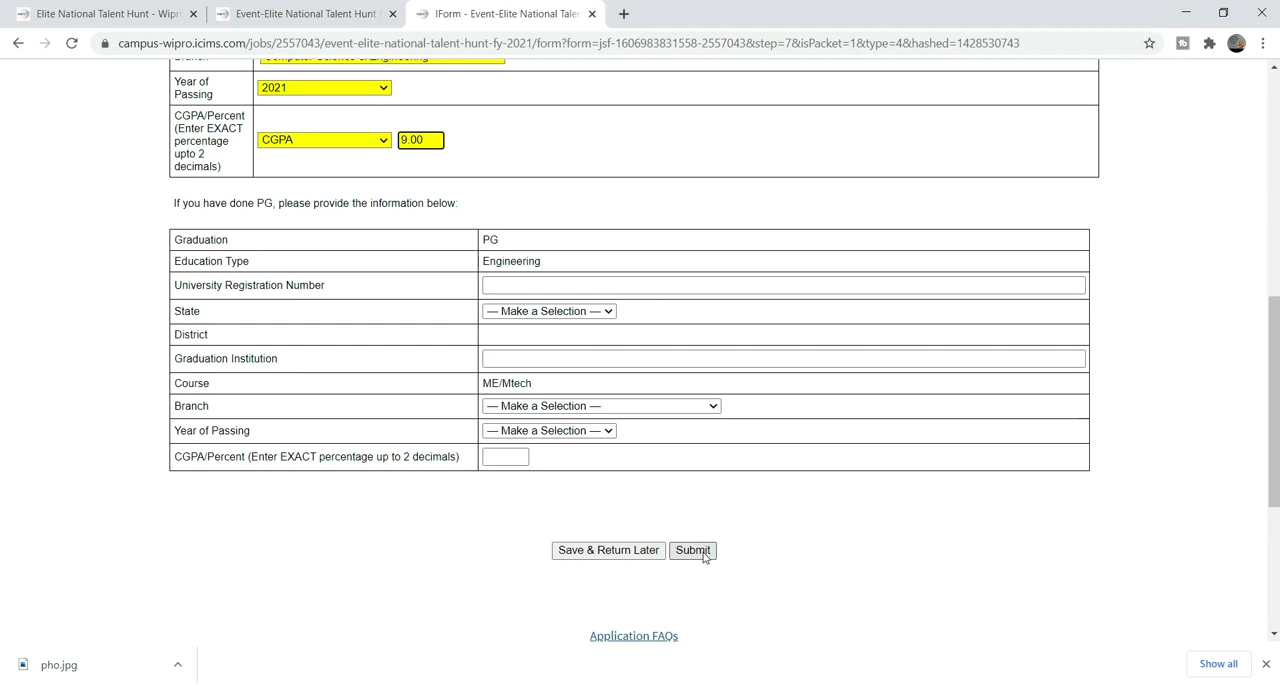 Elite National Talent Hunt - Wipr
Event-Elite National Talent Hunt
IForm - Event-Elite National Tale
campus-wipro.icims.com/jobs/2557043/event-elite-national-talent-hunt-fy-2021/form?form=jsf-1606983831558-2557043&step=7&isPacket=1&type=4&hashed=1428530743
Branch Computer Science & Engineering
Year of
Passing
2021
CGPA/Percent
(Enter EXACT
percentage
upto 2
decimals)
CGPA 9.00
If you have done PG, please provide the information below:
Graduation PG
Education Type Engineering
University Registration Number
State — Make a Selection —
District
Graduation Institution
Course ME/Mtech
Branch — Make a Selection —
Year of Passing — Make a Selection —
CGPA/Percent (Enter EXACT percentage up to 2 decimals)
Save & Return Later Submit
Application FAQs
pho.jpg
Show all